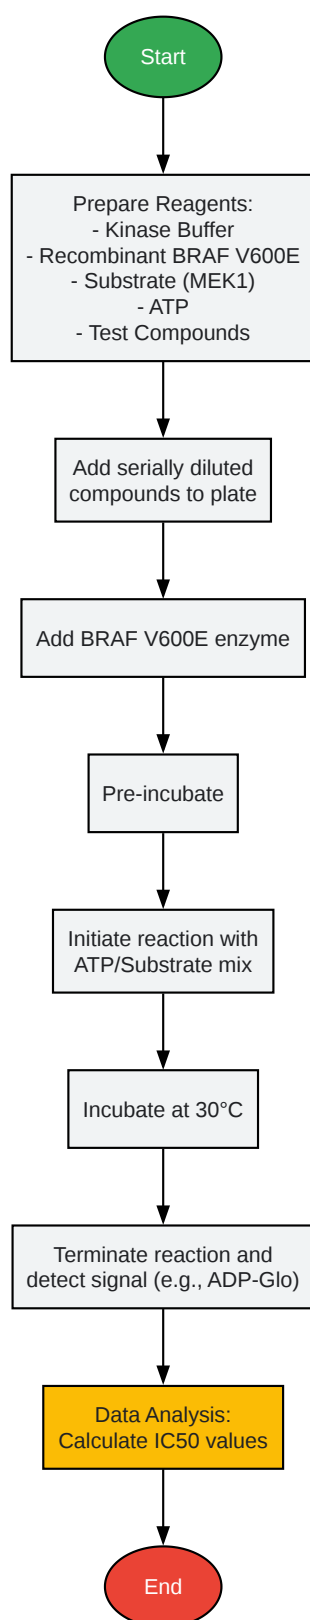 Start
Prepare Reagents:
- Kinase Buffer
- Recombinant BRAF V600E
- Substrate (MEK1)
- ATP
- Test Compounds
Add serially diluted
compounds to plate
Add BRAF V600E enzyme
Pre-incubate
Initiate reaction with
ATP/Substrate mix
Incubate at 30°C
Terminate reaction and
detect signal (e.g., ADP-Glo)
Data Analysis:
Calculate IC50 values
End